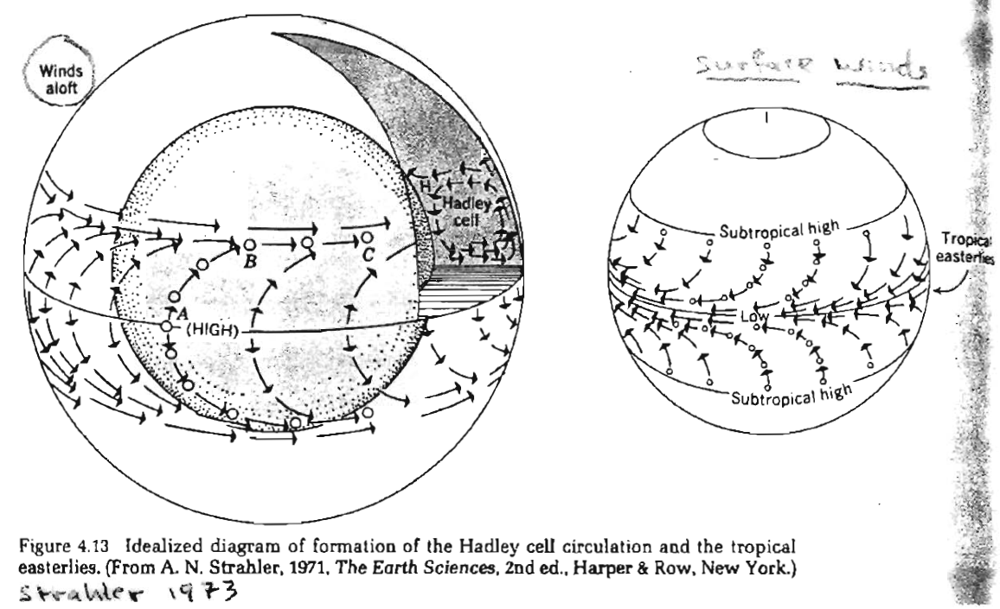 Winds
aloft
surface winds
H
Hadley
cell
Subtropical high
Tropical
easterlies
B
C
A
(HIGH)
Low
Subtropical high
Figure 4.13 Idealized diagram of formation of the Hadley cell circulation and the tropical
easterlies. (From A. N. Strahler, 1971, The Earth Sciences, 2nd ed., Harper & Row, New York.)
Strahler 1973